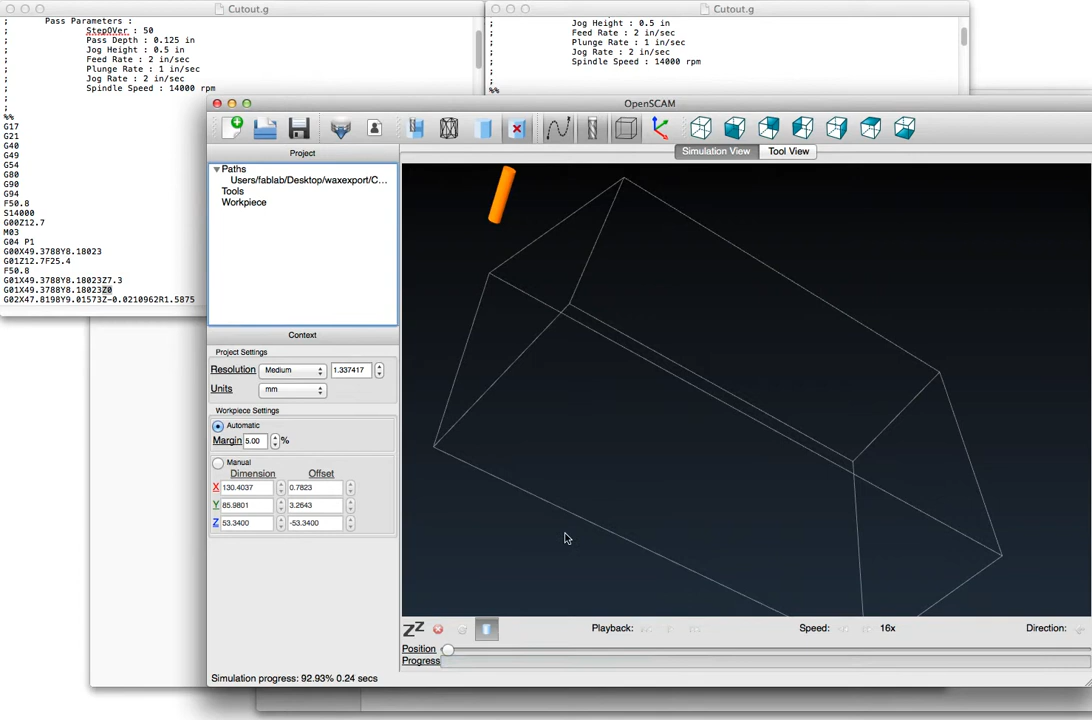 Cutout.g
; Pass Parameters :
; StepOVer : 50
; Pass Depth : 0.125 in
; Jog Height : 0.5 in
; Feed Rate : 2 in/sec
; Plunge Rate : 1 in/sec
; Jog Rate : 2 in/sec
; Spindle Speed : 14000 rpm
;
;
%%
G17
G21
G40
G49
G54
G80
G90
G94
F50.8
S14000
G00Z12.7
M03
G04 P1
G00X49.3788Y8.18023
G01Z12.7F25.4
F50.8
G01X49.3788Y8.18023Z7.3
G01X49.3788Y8.18023Z0
G02X47.8198Y9.01573Z-0.0210962R1.5875
Cutout.g
; Jog Height : 0.5 in
; Feed Rate : 2 in/sec
; Plunge Rate : 1 in/sec
; Jog Rate : 2 in/sec
; Spindle Speed : 14000 rpm
;
;
%%
OpenSCAM
Project
Simulation View Tool View
Paths
Users/fablab/Desktop/waxexport/C...
Tools
Workpiece
Context
Project Settings
Resolution Medium 1.337417
Units mm
Workpiece Settings
Automatic
Margin 5.00 %
Manual
Dimension Offset
X 130.4037 0.7823
Y 85.9801 3.2643
Z 53.3400 -53.3400
Playback: Speed: 16x Direction:
Position
Progress
Simulation progress: 92.93% 0.24 secs